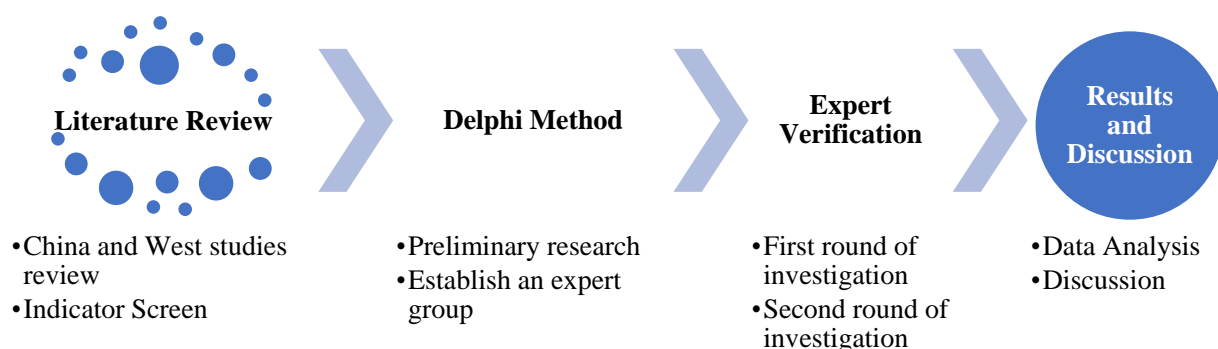 Literature Review
•China and West studies
review
•Indicator Screen
Delphi Method
•Preliminary research
•Establish an expert
group
Expert
Verification
•First round of
investigation
•Second round of
investigation
Results
and
Discussion
•Data Analysis
•Discussion